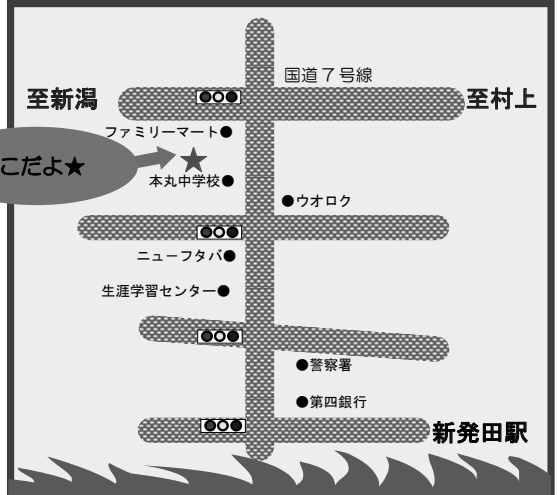 国道７号線
至新潟
至村上
ファミリーマート●
こだよ★
本丸中学校●
●ウオロク
ニューフタバ●
生涯学習センター●
●警察署
●第四銀行
新発田駅